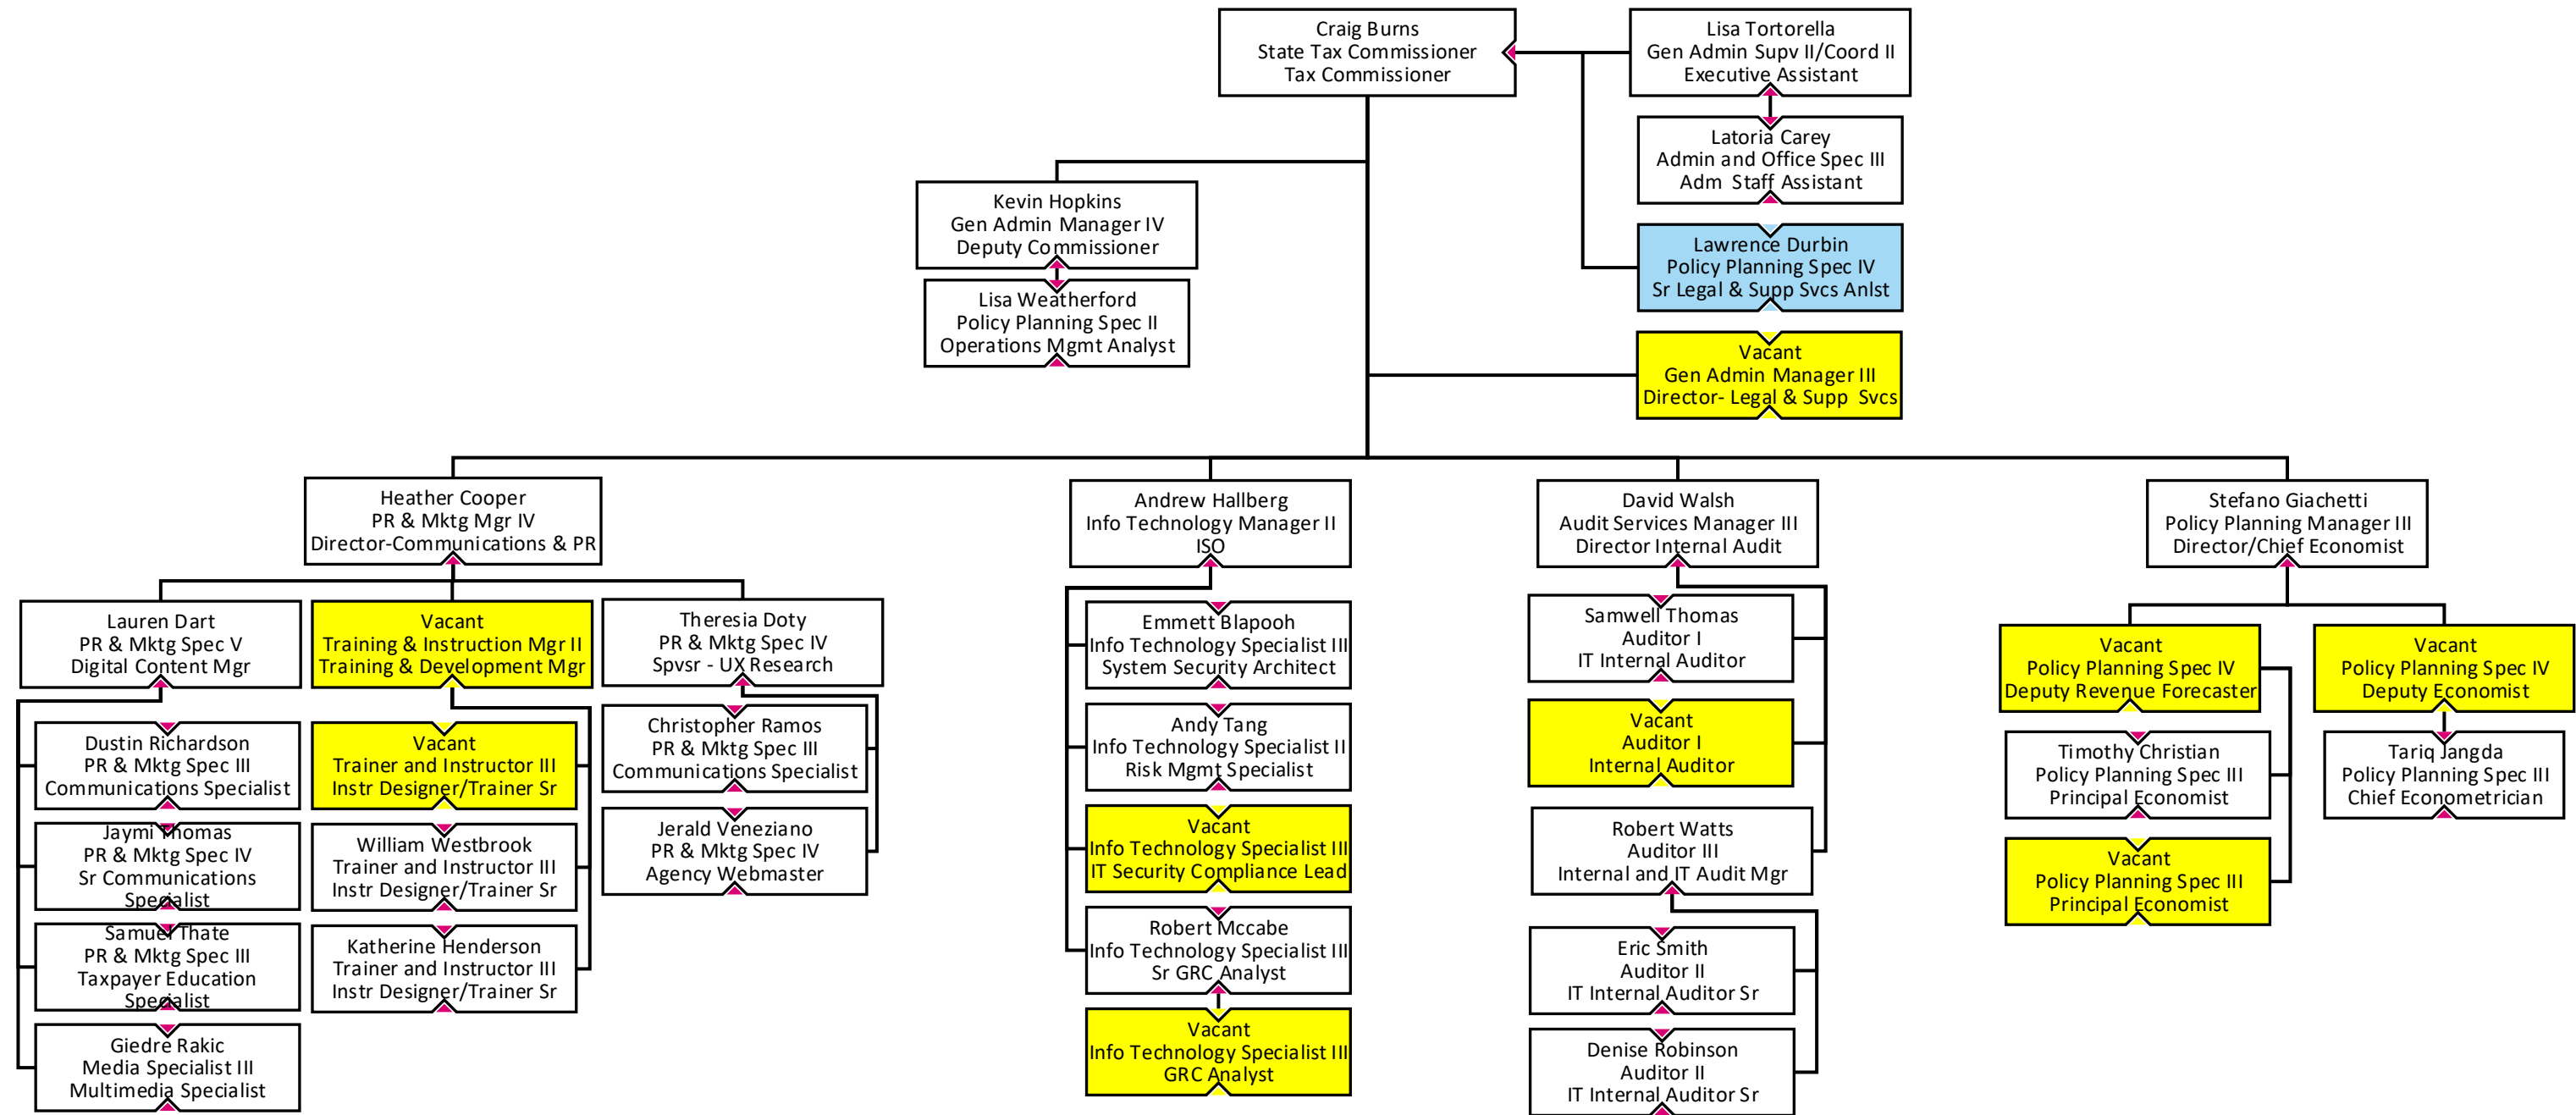 Craig Burns
State Tax Commissioner
Tax Commissioner
Lisa Tortorella
Gen Admin Supv II/Coord II
Executive Assistant
Latoria Carey
Admin and Office Spec III
Adm  Staff Assistant
Kevin Hopkins
Gen Admin Manager IV
Deputy Commissioner
Lisa Weatherford
Policy Planning Spec II
Operations Mgmt Analyst
Lawrence Durbin
Policy Planning Spec IV
Sr Legal & Supp Svcs Anlst
Vacant
Gen Admin Manager III
Director- Legal & Supp  Svcs
Heather Cooper
PR & Mktg Mgr IV
Director-Communications & PR
Lauren Dart
PR & Mktg Spec V
Digital Content Mgr
Dustin Richardson
PR & Mktg Spec III
Communications Specialist
Jaymi Thomas
PR & Mktg Spec IV
Sr Communications
Specialist
Samuel Thate
PR & Mktg Spec III
Taxpayer Education
Specialist
Giedre Rakic
Media Specialist III
Multimedia Specialist
Vacant
Training & Instruction Mgr II
Training & Development Mgr
Vacant
Trainer and Instructor III
Instr Designer/Trainer Sr
William Westbrook
Trainer and Instructor III
Instr Designer/Trainer Sr
Katherine Henderson
Trainer and Instructor III
Instr Designer/Trainer Sr
Theresia Doty
PR & Mktg Spec IV
Spvsr - UX Research
Christopher Ramos
PR & Mktg Spec III
Communications Specialist
Jerald Veneziano
PR & Mktg Spec IV
Agency Webmaster
Andrew Hallberg
Info Technology Manager II
ISO
Emmett Blapooh
Info Technology Specialist III
System Security Architect
Andy Tang
Info Technology Specialist II
Risk Mgmt Specialist
Vacant
Info Technology Specialist III
IT Security Compliance Lead
Robert Mccabe
Info Technology Specialist III
Sr GRC Analyst
Vacant
Info Technology Specialist III
GRC Analyst
David Walsh
Audit Services Manager III
Director Internal Audit
Samwell Thomas
Auditor I
IT Internal Auditor
Vacant
Auditor I
Internal Auditor
Robert Watts
Auditor III
Internal and IT Audit Mgr
Eric Smith
Auditor II
IT Internal Auditor Sr
Denise Robinson
Auditor II
IT Internal Auditor Sr
Stefano Giachetti
Policy Planning Manager III
Director/Chief Economist
Vacant
Policy Planning Spec IV
Deputy Revenue Forecaster
Timothy Christian
Policy Planning Spec III
Principal Economist
Vacant
Policy Planning Spec III
Principal Economist
Vacant
Policy Planning Spec IV
Deputy Economist
Tariq Jangda
Policy Planning Spec III
Chief Econometrician